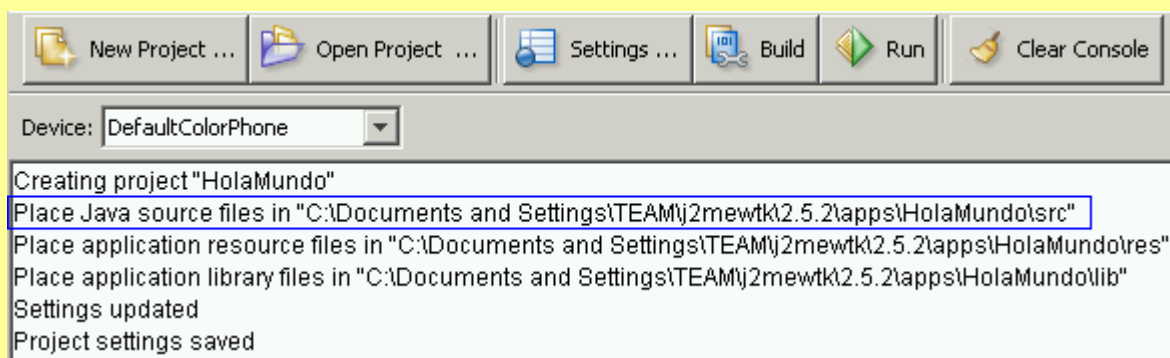 New Project ...
Open Project ...
Settings ...
Build
Run
Clear Console
Device: DefaultColorPhone
Creating project "HolaMundo"
Place Java source files in "C:\Documents and Settings\TEAM\j2mewtk\2.5.2\apps\HolaMundo\src"
Place application resource files in "C:\Documents and Settings\TEAM\j2mewtk\2.5.2\apps\HolaMundo\res"
Place application library files in "C:\Documents and Settings\TEAM\j2mewtk\2.5.2\apps\HolaMundo\lib"
Settings updated
Project settings saved